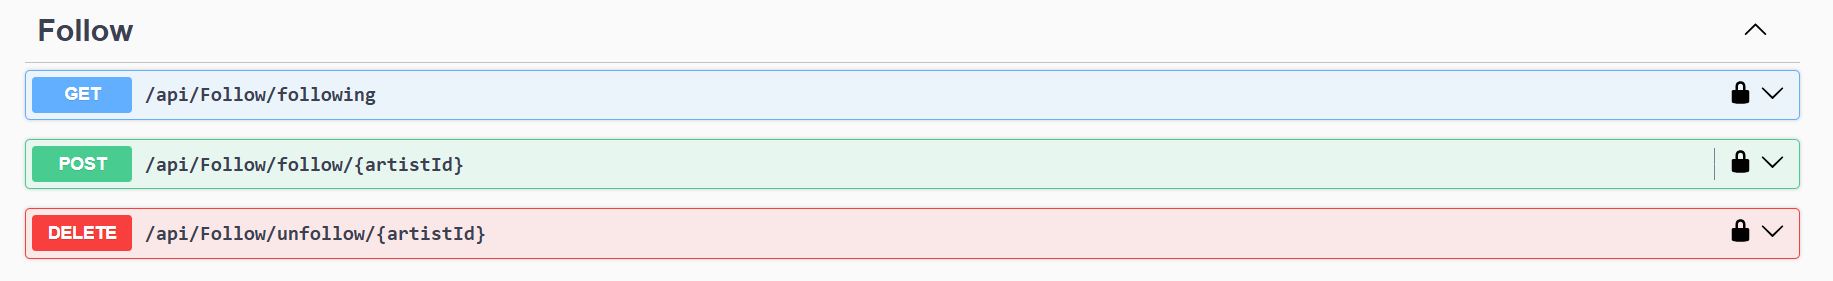 Follow
GET /api/Follow/following
POST /api/Follow/follow/{artistId}
DELETE /api/Follow/unfollow/{artistId}